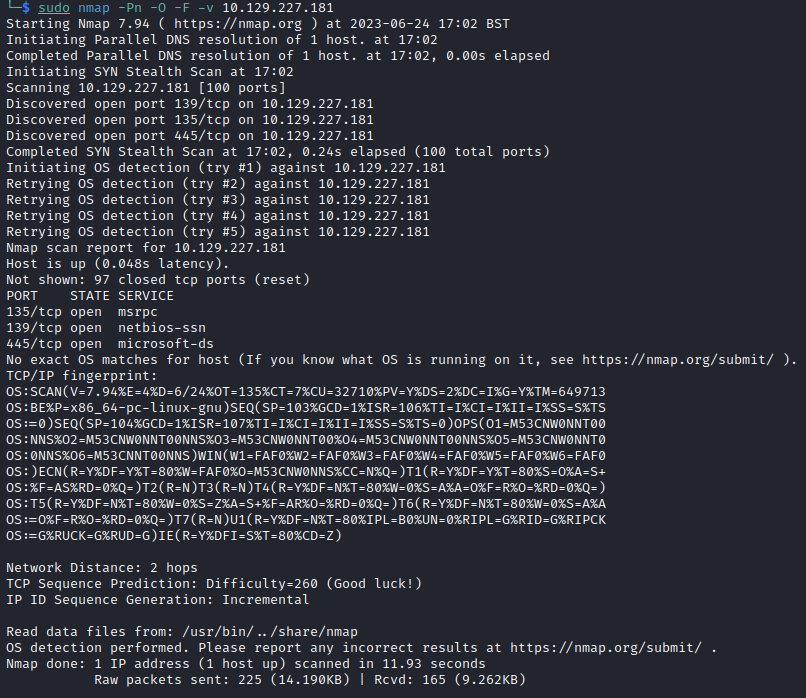 └─$ sudo nmap -Pn -O -F -v 10.129.227.181
Starting Nmap 7.94 ( https://nmap.org ) at 2023-06-24 17:02 BST
Initiating Parallel DNS resolution of 1 host. at 17:02
Completed Parallel DNS resolution of 1 host. at 17:02, 0.00s elapsed
Initiating SYN Stealth Scan at 17:02
Scanning 10.129.227.181 [100 ports]
Discovered open port 139/tcp on 10.129.227.181
Discovered open port 135/tcp on 10.129.227.181
Discovered open port 445/tcp on 10.129.227.181
Completed SYN Stealth Scan at 17:02, 0.24s elapsed (100 total ports)
Initiating OS detection (try #1) against 10.129.227.181
Retrying OS detection (try #2) against 10.129.227.181
Retrying OS detection (try #3) against 10.129.227.181
Retrying OS detection (try #4) against 10.129.227.181
Retrying OS detection (try #5) against 10.129.227.181
Nmap scan report for 10.129.227.181
Host is up (0.048s latency).
Not shown: 97 closed tcp ports (reset)
PORT    STATE SERVICE
135/tcp open  msrpc
139/tcp open  netbios-ssn
445/tcp open  microsoft-ds
No exact OS matches for host (If you know what OS is running on it, see https://nmap.org/submit/ ).
TCP/IP fingerprint:
OS:SCAN(V=7.94%E=4%D=6/24%OT=135%CT=7%CU=32710%PV=Y%DS=2%DC=I%G=Y%TM=649713
OS:BE%P=x86_64-pc-linux-gnu)SEQ(SP=103%GCD=1%ISR=106%TI=I%CI=I%II=I%SS=S%TS
OS:=0)SEQ(SP=104%GCD=1%ISR=107%TI=I%CI=I%II=I%SS=S%TS=0)OPS(O1=M53CNW0NNT00
OS:NNS%O2=M53CNW0NNT00NNS%O3=M53CNW0NNT00%O4=M53CNW0NNT00NNS%O5=M53CNW0NNT0
OS:0NNS%O6=M53CNNT00NNS)WIN(W1=FAF0%W2=FAF0%W3=FAF0%W4=FAF0%W5=FAF0%W6=FAF0
OS:)ECN(R=Y%DF=Y%T=80%W=FAF0%O=M53CNW0NNS%CC=N%Q=)T1(R=Y%DF=Y%T=80%S=O%A=S+
OS:%F=AS%RD=0%Q=)T2(R=N)T3(R=N)T4(R=Y%DF=N%T=80%W=0%S=A%A=O%F=R%O=%RD=0%Q=)
OS:T5(R=Y%DF=N%T=80%W=0%S=Z%A=S+%F=AR%O=%RD=0%Q=)T6(R=Y%DF=N%T=80%W=0%S=A%A
OS:=O%F=R%O=%RD=0%Q=)T7(R=N)U1(R=Y%DF=N%T=80%IPL=B0%UN=0%RIPL=G%RID=G%RIPCK
OS:=G%RUCK=G%RUD=G)IE(R=Y%DFI=S%T=80%CD=Z)

Network Distance: 2 hops
TCP Sequence Prediction: Difficulty=260 (Good luck!)
IP ID Sequence Generation: Incremental

Read data files from: /usr/bin/../share/nmap
OS detection performed. Please report any incorrect results at https://nmap.org/submit/ .
Nmap done: 1 IP address (1 host up) scanned in 11.93 seconds
           Raw packets sent: 225 (14.190KB) | Rcvd: 165 (9.262KB)